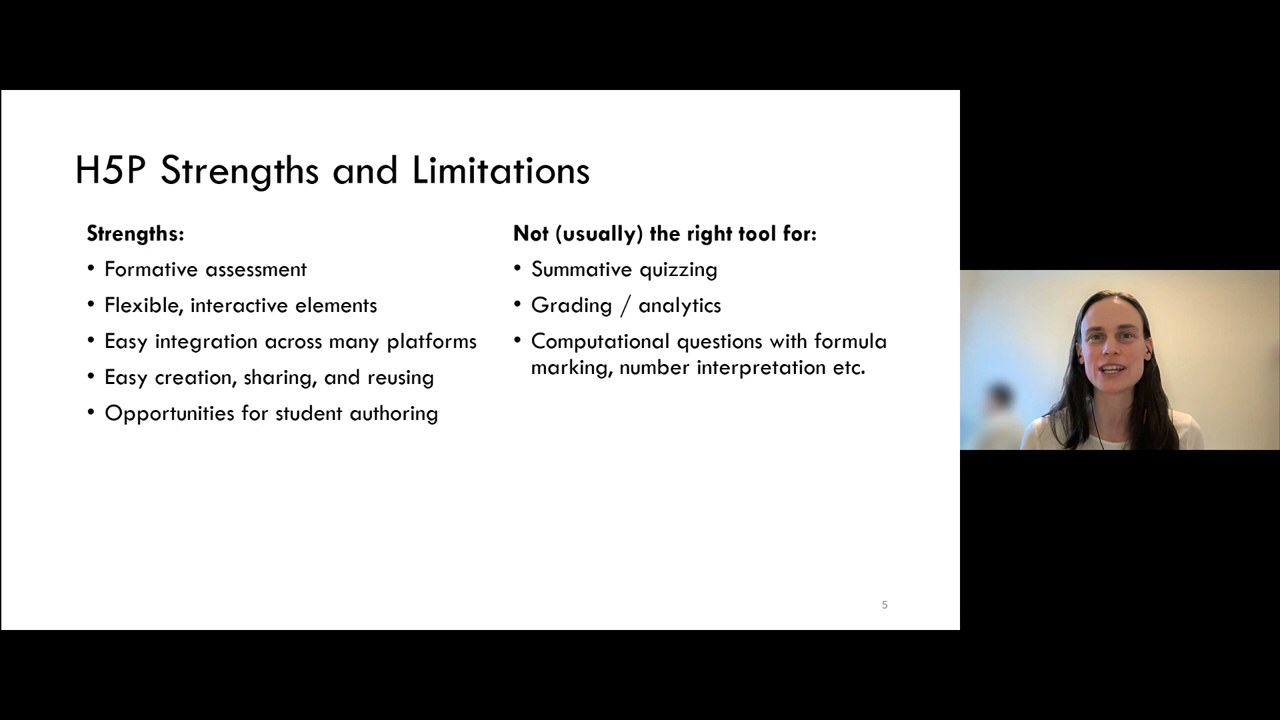 H5P Strengths and Limitations
Strengths:
• Formative assessment
• Flexible, interactive elements
• Easy integration across many platforms
• Easy creation, sharing, and reusing
• Opportunities for student authoring
Not (usually) the right tool for:
• Summative quizzing
• Grading / analytics
• Computational questions with formula
marking, number interpretation etc.
5